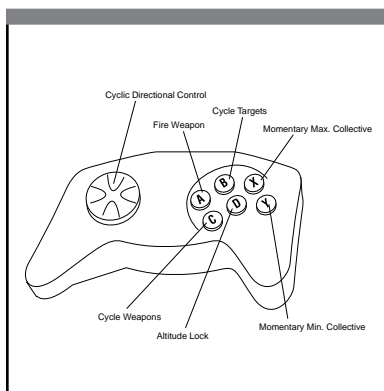 Cyclic Directional Control
Cycle Targets
Fire Weapon
Momentary Max. Collective
A
B
X
C
D
Y
Cycle Weapons
Altitude Lock
Momentary Min. Collective